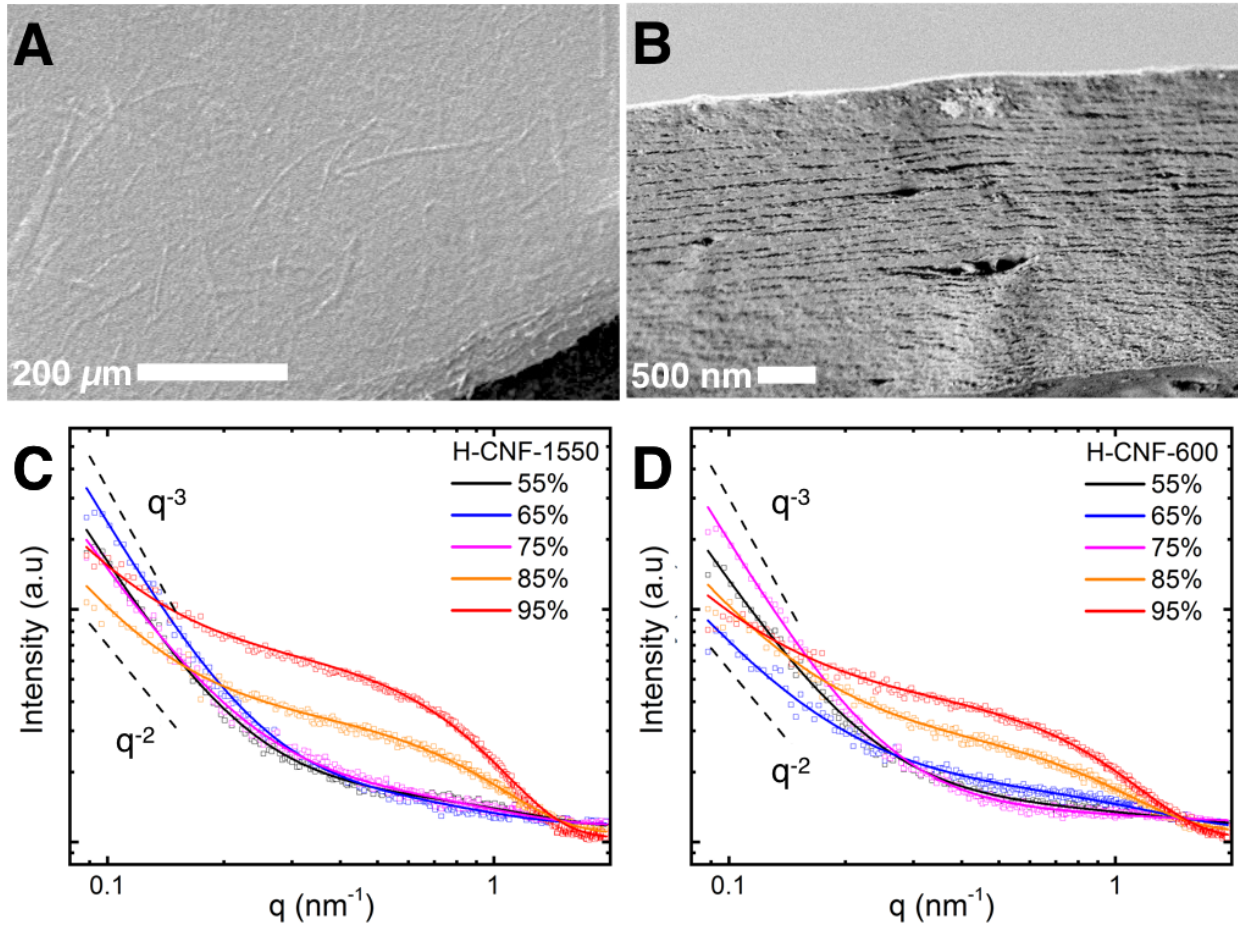 A
B
200 µm
500 nm
C
H-CNF-1550
55%
65%
75%
85%
95%
q-3
q-2
Intensity (a.u)
0.1
1
q (nm-1)
D
H-CNF-600
55%
65%
75%
85%
95%
q-3
q-2
Intensity (a.u)
0.1
1
q (nm-1)